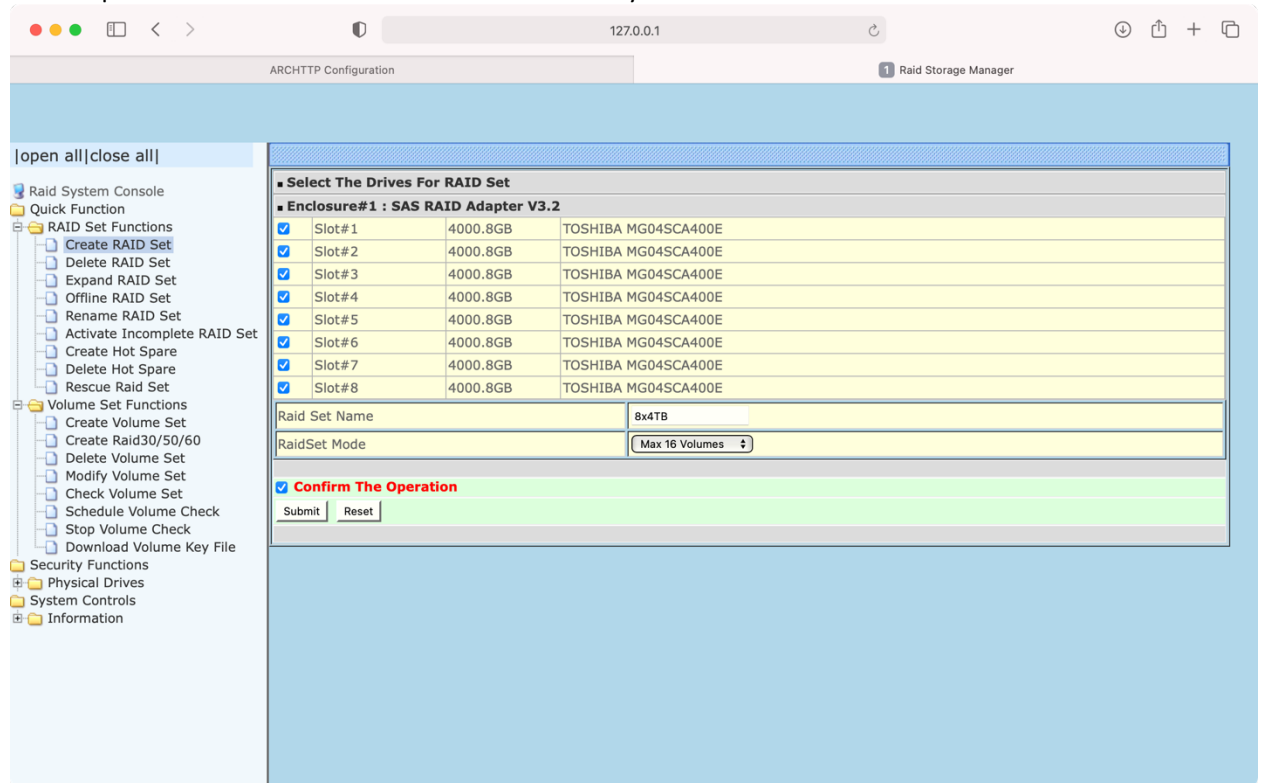 127.0.0.1
ARCHTTP Configuration
1 Raid Storage Manager
|open all|close all|
Raid System Console
Quick Function
RAID Set Functions
Create RAID Set
Delete RAID Set
Expand RAID Set
Offline RAID Set
Rename RAID Set
Activate Incomplete RAID Set
Create Hot Spare
Delete Hot Spare
Rescue Raid Set
Volume Set Functions
Create Volume Set
Create Raid30/50/60
Delete Volume Set
Modify Volume Set
Check Volume Set
Schedule Volume Check
Stop Volume Check
Download Volume Key File
Security Functions
Physical Drives
System Controls
Information
Select The Drives For RAID Set
Enclosure#1 : SAS RAID Adapter V3.2
Slot#1 4000.8GB TOSHIBA MG04SCA400E
Slot#2 4000.8GB TOSHIBA MG04SCA400E
Slot#3 4000.8GB TOSHIBA MG04SCA400E
Slot#4 4000.8GB TOSHIBA MG04SCA400E
Slot#5 4000.8GB TOSHIBA MG04SCA400E
Slot#6 4000.8GB TOSHIBA MG04SCA400E
Slot#7 4000.8GB TOSHIBA MG04SCA400E
Slot#8 4000.8GB TOSHIBA MG04SCA400E
Raid Set Name 8x4TB
RaidSet Mode Max 16 Volumes
Confirm The Operation
Submit Reset